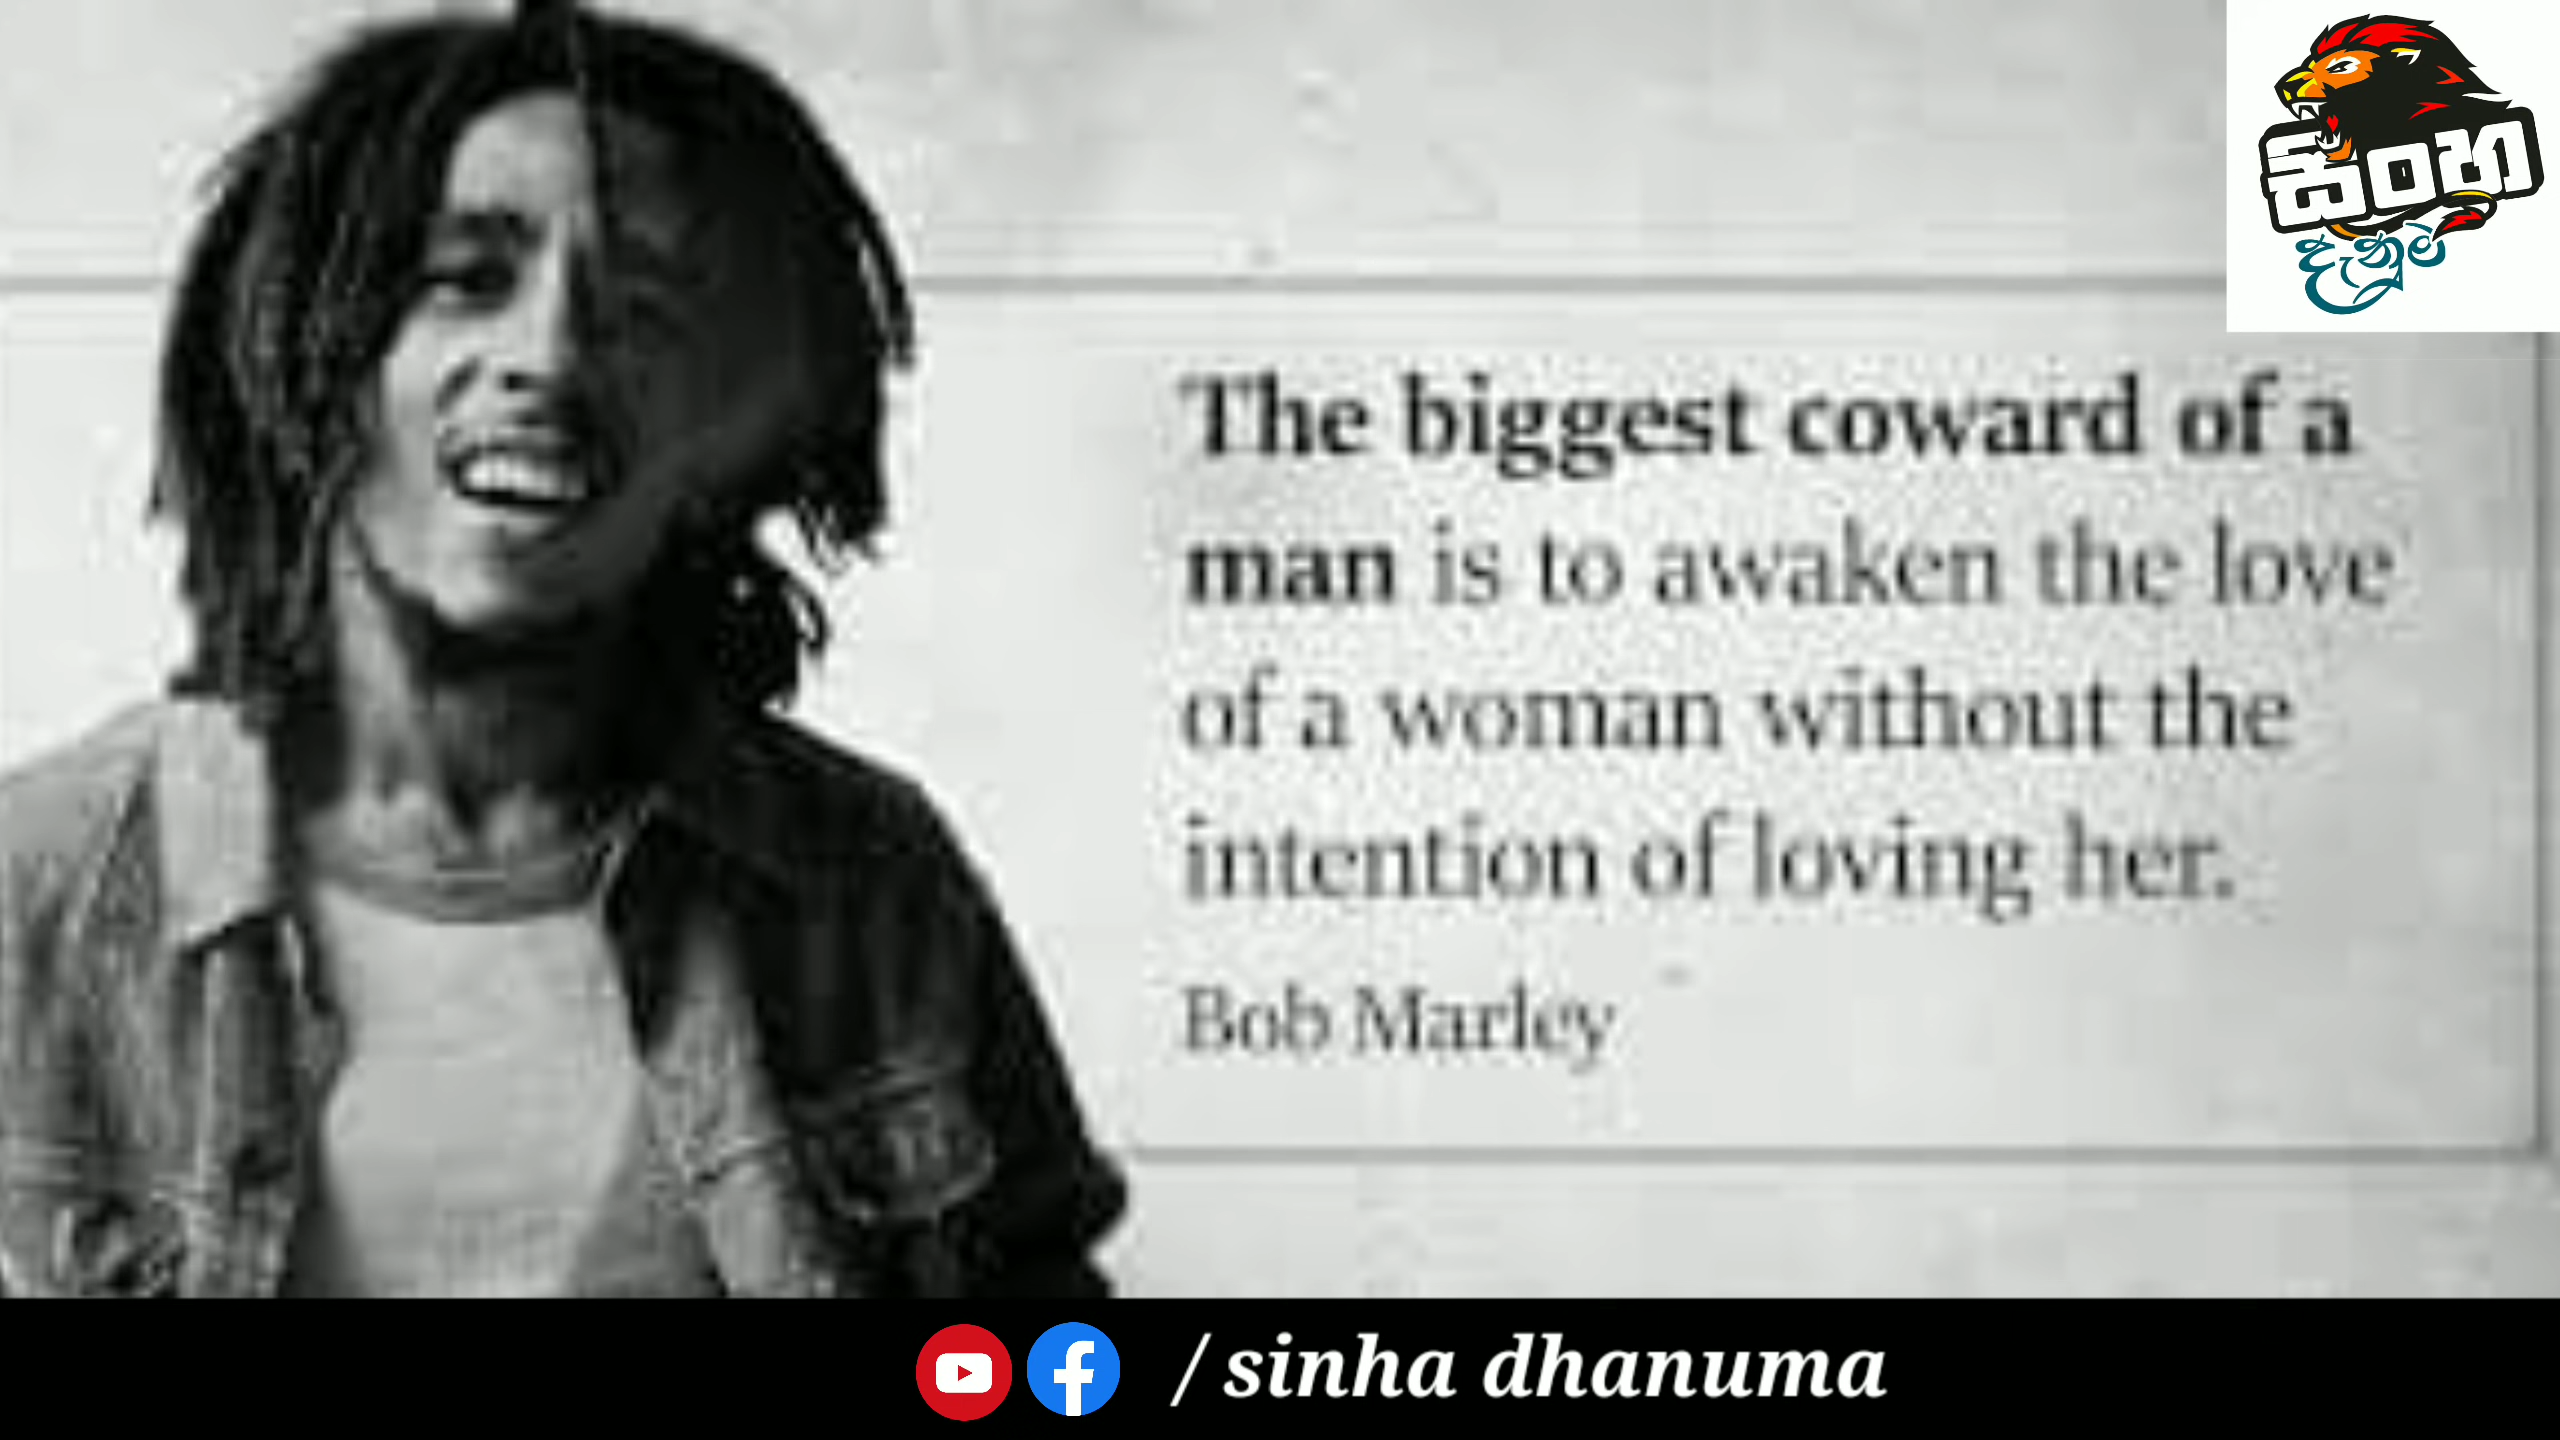 සිංහ
දැනුම
The biggest coward of a
man is to awaken the love
of a woman without the
intention of loving her.
Bob Marley
/ sinha dhanuma